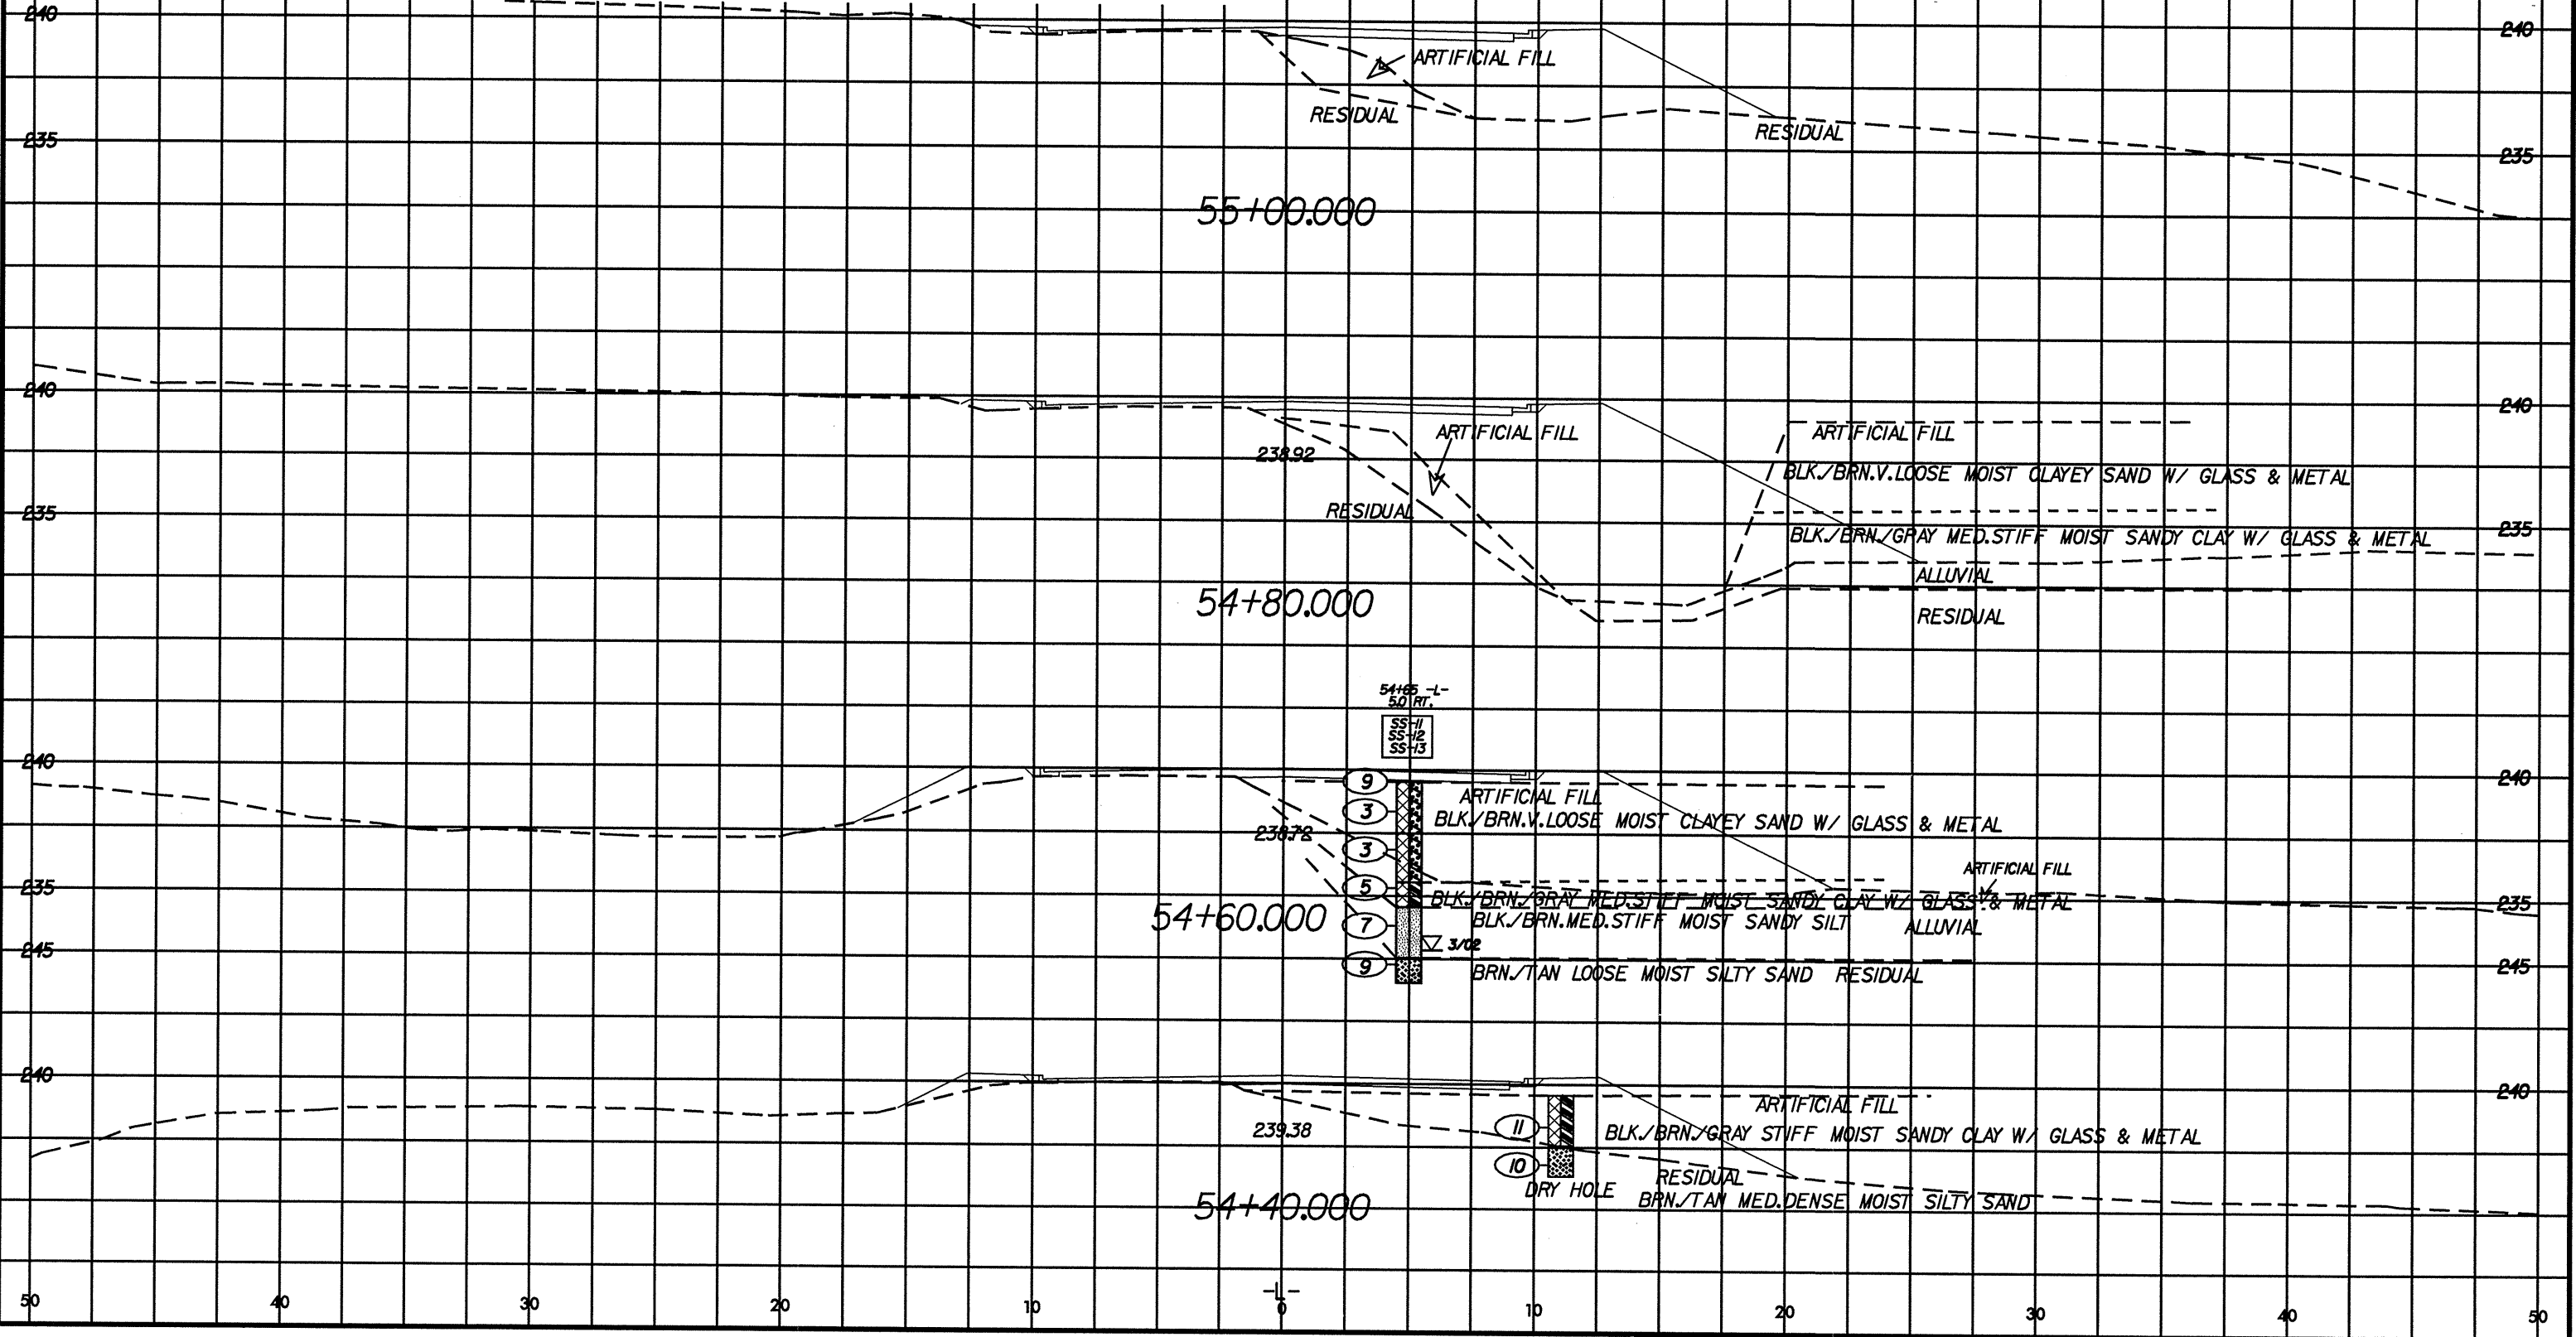 240
240
ARTIFICIAL FILL
RESIDUAL
RESIDUAL
235
235
55+00.000
240
240
ARTIFICIAL FILL
ARTIFICIAL FILL
238.92
BLK./BRN.V.LOOSE MOIST CLAYEY SAND W/ GLASS & METAL
RESIDUAL
235
235
BLK./BRN./GRAY MED.STIFF MOIST SANDY CLAY W/ GLASS & METAL
ALLUVIAL
54+80.000
RESIDUAL
54+65 -L-
5.0 RT.
SS-11
SS-12
SS-13
240
240
9
ARTIFICIAL FILL
3
BLK./BRN.V.LOOSE MOIST CLAYEY SAND W/ GLASS & METAL
238.72
3
ARTIFICIAL FILL
235
5
BLK./BRN./GRAY MED.STIFF MOIST SANDY CLAY W/ GLASS & METAL
235
54+60.000
7
BLK./BRN.MED.STIFF MOIST SANDY SILT ALLUVIAL
3/02
245
245
9
BRN./TAN LOOSE MOIST SILTY SAND RESIDUAL
240
240
ARTIFICIAL FILL
239.38
11
BLK./BRN./GRAY STIFF MOIST SANDY CLAY W/ GLASS & METAL
10
RESIDUAL
DRY HOLE
BRN./TAN MED.DENSE MOIST SILTY SAND
54+40.000
-L-
50 40 30 20 10 0 10 20 30 40 50